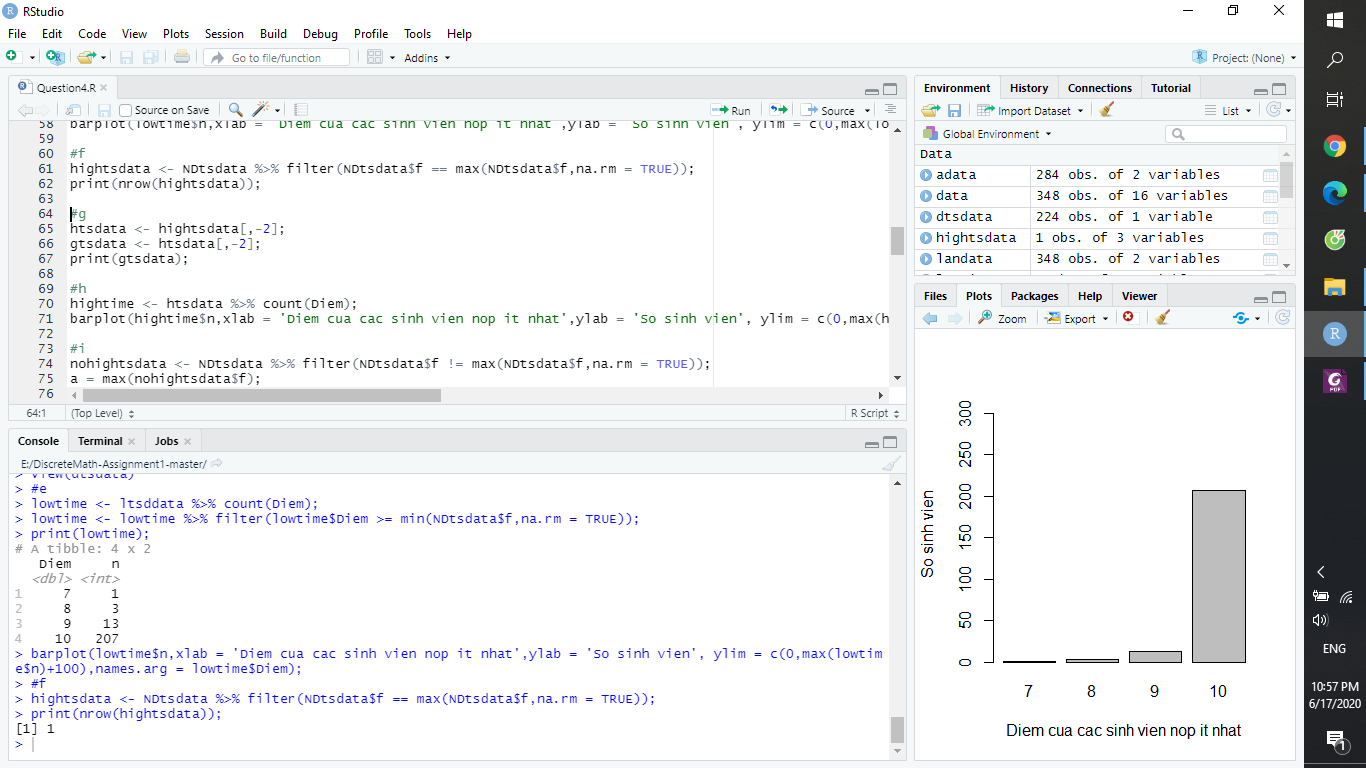 RStudio
File Edit Code View Plots Session Build Debug Profile Tools Help
Go to file/function Addins Project: (None)
Question4.R
Source on Save Run Source
58 barplot(lowtime$n,xlab = 'Diem cua cac sinh vien nop it nhat',ylab = 'So sinh vien', ylim = c(0,max(lo
59
60 #f
61 hightsdata <- NDtsdata %>% filter(NDtsdata$f == max(NDtsdata$f,na.rm = TRUE));
62 print(nrow(hightsdata));
63
64 #g
65 htsdata <- hightsdata[,-2];
66 gtsdata <- htsdata[,-2];
67 print(gtsdata);
68
69 #h
70 hightime <- htsdata %>% count(Diem);
71 barplot(hightime$n,xlab = 'Diem cua cac sinh vien nop it nhat',ylab = 'So sinh vien', ylim = c(0,max(h
72
73 #i
74 nohightsdata <- NDtsdata %>% filter(NDtsdata$f != max(NDtsdata$f,na.rm = TRUE));
75 a = max(nohightsdata$f);
76
64:1 (Top Level) R Script
Console Terminal Jobs
E:/DiscreteMath-Assignment1-master/
> View(dtsdata)
> #e
> lowtime <- ltsddata %>% count(Diem);
> lowtime <- lowtime %>% filter(lowtime$Diem >= min(NDtsdata$f,na.rm = TRUE));
> print(lowtime);
# A tibble: 4 x 2
Diem n
<dbl> <int>
1 7 1
2 8 3
3 9 13
4 10 207
> barplot(lowtime$n,xlab = 'Diem cua cac sinh vien nop it nhat',ylab = 'So sinh vien', ylim = c(0,max(lowtim
e$n)+100),names.arg = lowtime$Diem);
> #f
> hightsdata <- NDtsdata %>% filter(NDtsdata$f == max(NDtsdata$f,na.rm = TRUE));
> print(nrow(hightsdata));
[1] 1
>
Environment History Connections Tutorial
Import Dataset List
Global Environment
Data
adata 284 obs. of 2 variables
data 348 obs. of 16 variables
dtsdata 224 obs. of 1 variable
hightsdata 1 obs. of 3 variables
landata 348 obs. of 2 variables
Files Plots Packages Help Viewer
Zoom Export
So sinh vien
300
250
200
150
100
50
0
7 8 9 10
Diem cua cac sinh vien nop it nhat
R
PDF
ENG
10:57 PM
6/17/2020
1